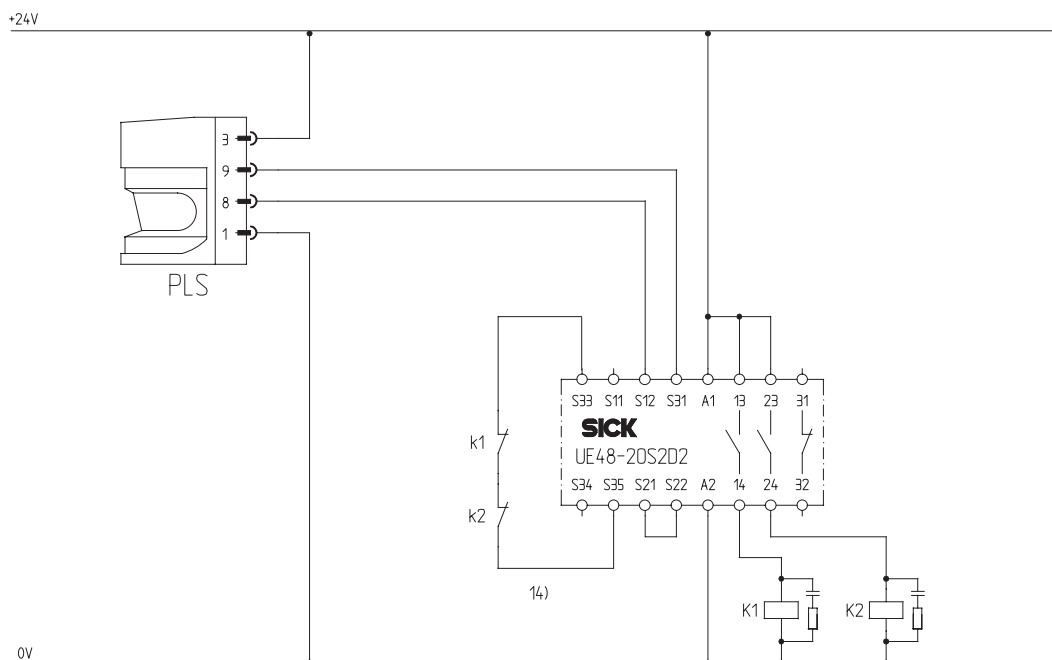 +24V
3
9
8
1
PLS
S33 S11 S12 S31 A1 13 23 31
SICK
UE48-20S2D2
k1
S34 S35 S21 S22 A2 14 24 32
k2
14)
K1
K2
0V